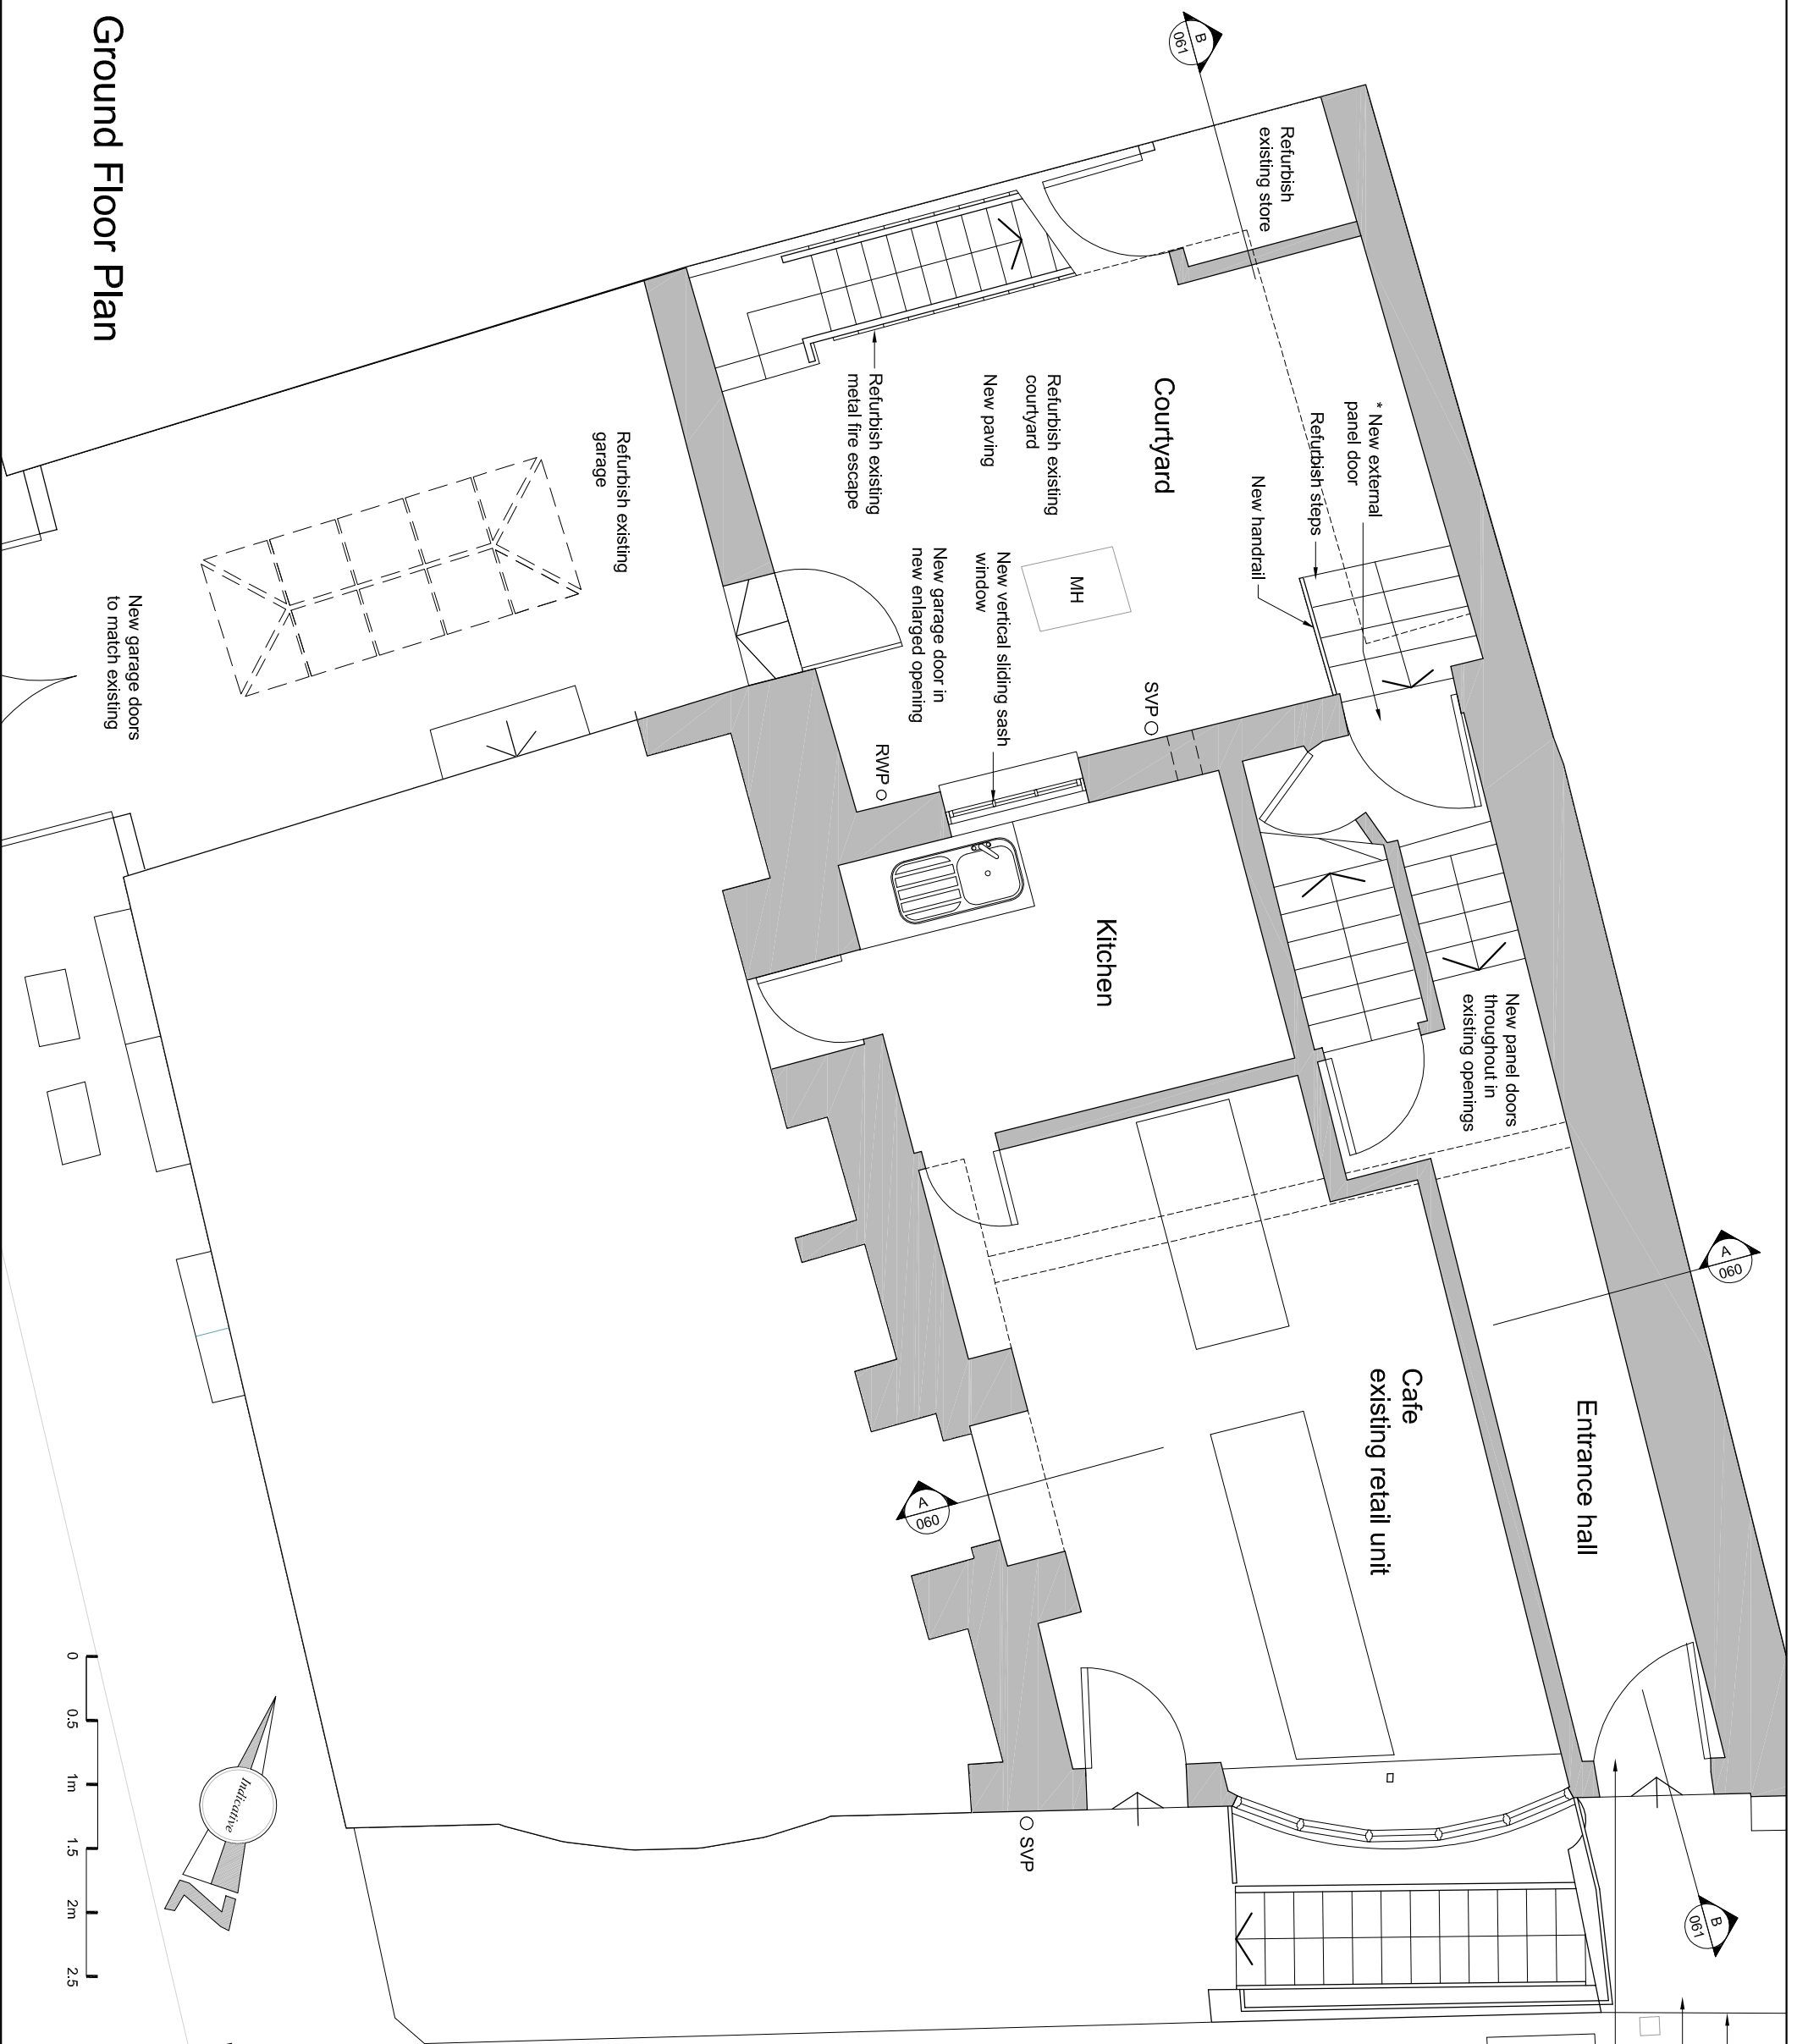 Ground Floor Plan
B
061
Refurbish
existing store
* New external
panel door
Refurbish steps
New handrail
Courtyard
Refurbish existing
courtyard
New paving
Refurbish existing
metal fire escape
MH
New vertical sliding sash
window
New garage door in
new enlarged opening
SVP
RWP
Refurbish existing
garage
New garage doors
to match existing
Kitchen
New panel doors
throughout in
existing openings
A
060
Cafe
existing retail unit
Entrance hall
A
060
SVP
B
061
0
0.5
1m
1.5
2m
2.5
Indicative
N